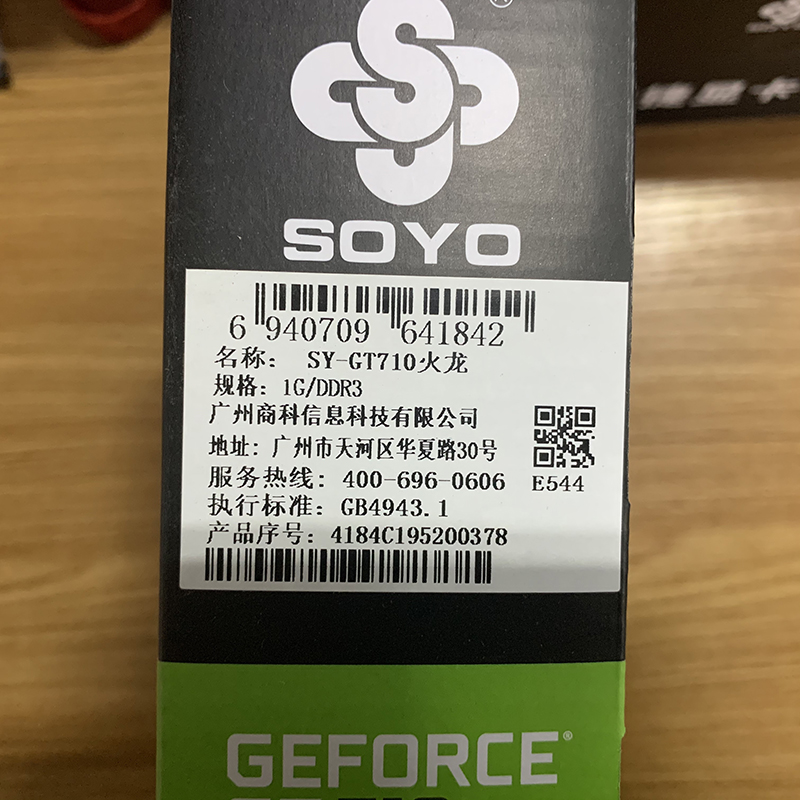 SOYO
6 940709 641842
名称: SY-GT710火龙
规格: 1G/DDR3
广州商科信息科技有限公司
地址: 广州市天河区华夏路30号
服务热线: 400-696-0606
E544
执行标准: GB4943.1
产品序号: 4184C195200378
GEFORCE®
显卡